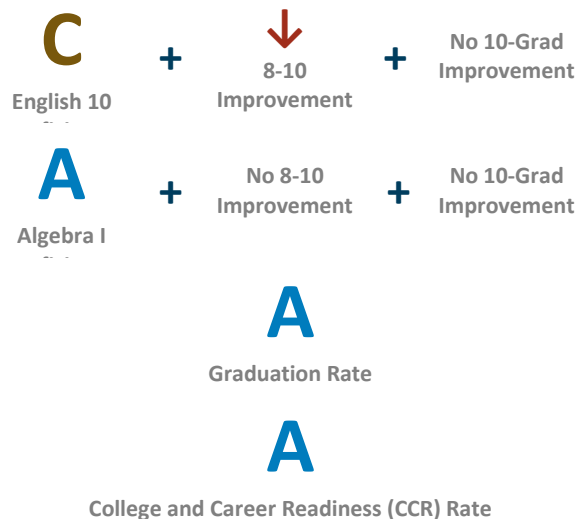 C + ↓ 8-10 Improvement + No 10-Grad Improvement
English 10
A + No 8-10 Improvement + No 10-Grad Improvement
Algebra I
A
Graduation Rate
A
College and Career Readiness (CCR) Rate